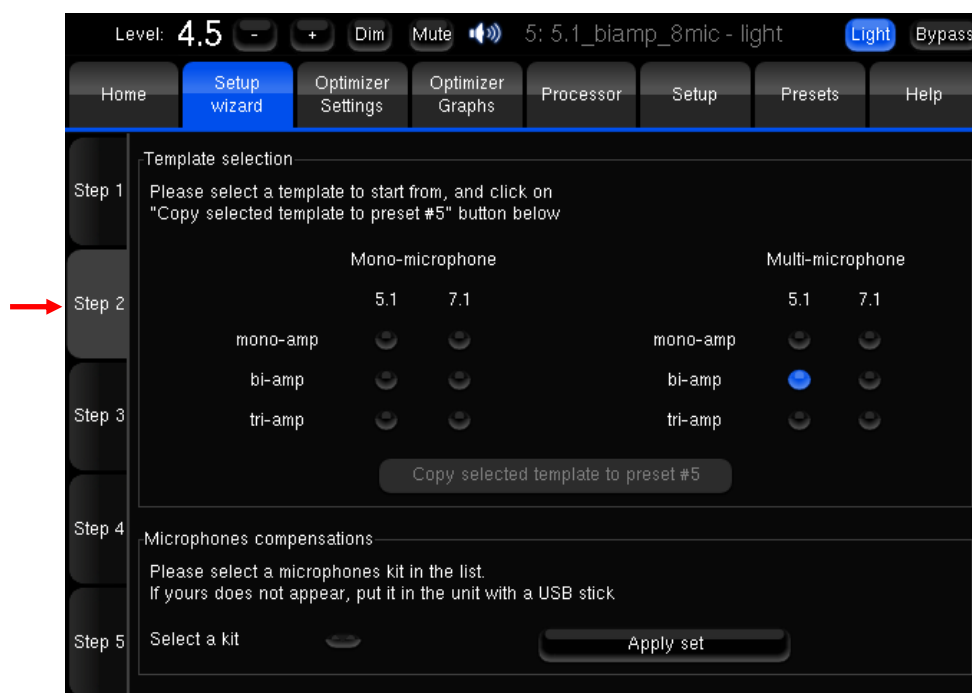 Level: 4.5 - + Dim Mute 5: 5.1_biamp_8mic - light Light Bypass
Home Setup wizard Optimizer Settings Optimizer Graphs Processor Setup Presets Help
Template selection
Step 1
Please select a template to start from, and click on
"Copy selected template to preset #5" button below
Mono-microphone Multi-microphone
Step 2
5.1 7.1 5.1 7.1
mono-amp mono-amp
bi-amp bi-amp
Step 3
tri-amp tri-amp
Copy selected template to preset #5
Step 4
Microphones compensations
Please select a microphones kit in the list.
If yours does not appear, put it in the unit with a USB stick
Step 5
Select a kit Apply set